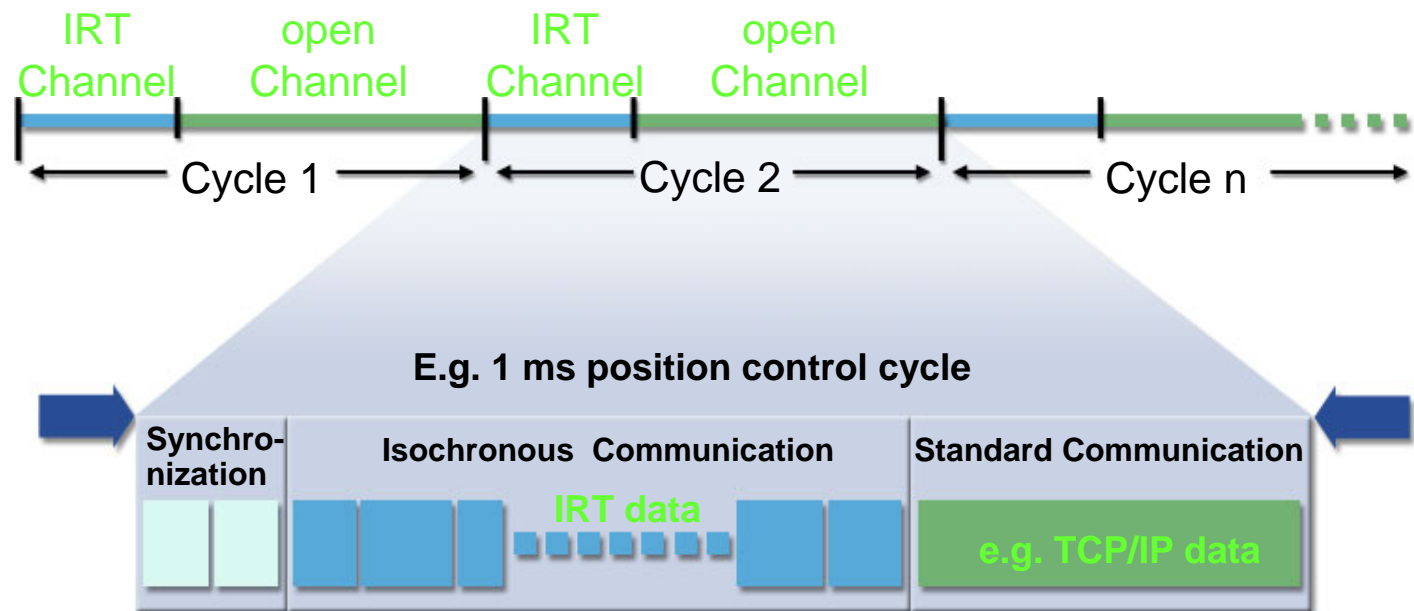 IRT open IRT open
Channel Channel Channel Channel
Cycle 1 Cycle 2 Cycle n
E.g. 1 ms position control cycle
Synchro-
nization
Isochronous Communication
Standard Communication
IRT data
e.g. TCP/IP data